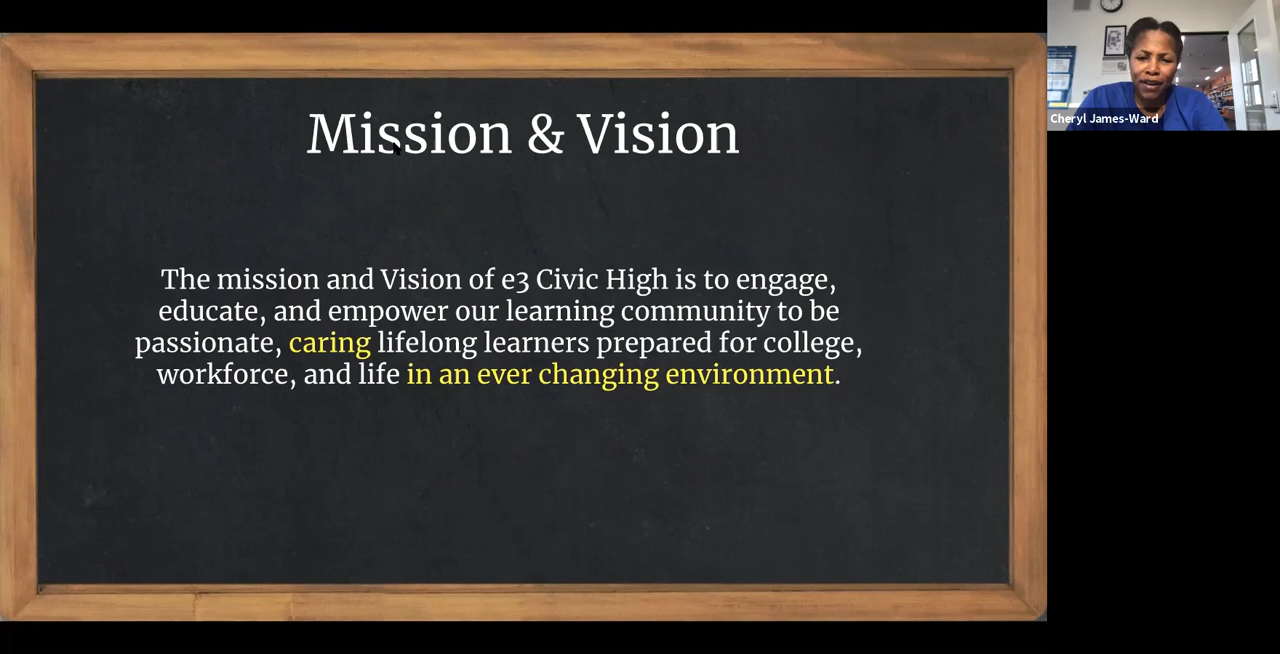 Mission & Vision
The mission and Vision of e3 Civic High is to engage,
educate, and empower our learning community to be
passionate, caring lifelong learners prepared for college,
workforce, and life in an ever changing environment.
Cheryl James-Ward